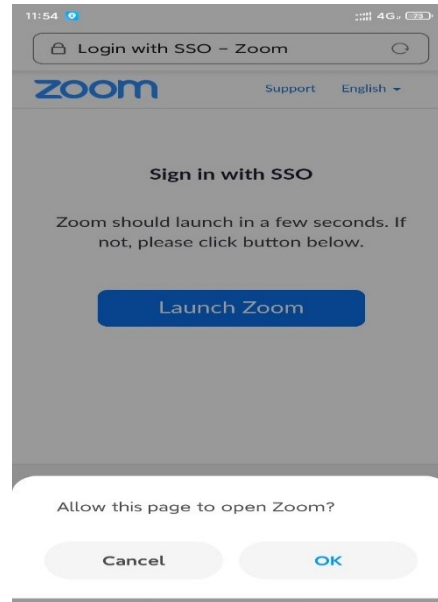 11:54 4G 73
Login with SSO – Zoom
zoom Support English
Sign in with SSO
Zoom should launch in a few seconds. If
not, please click button below.
Launch Zoom
Allow this page to open Zoom?
Cancel OK